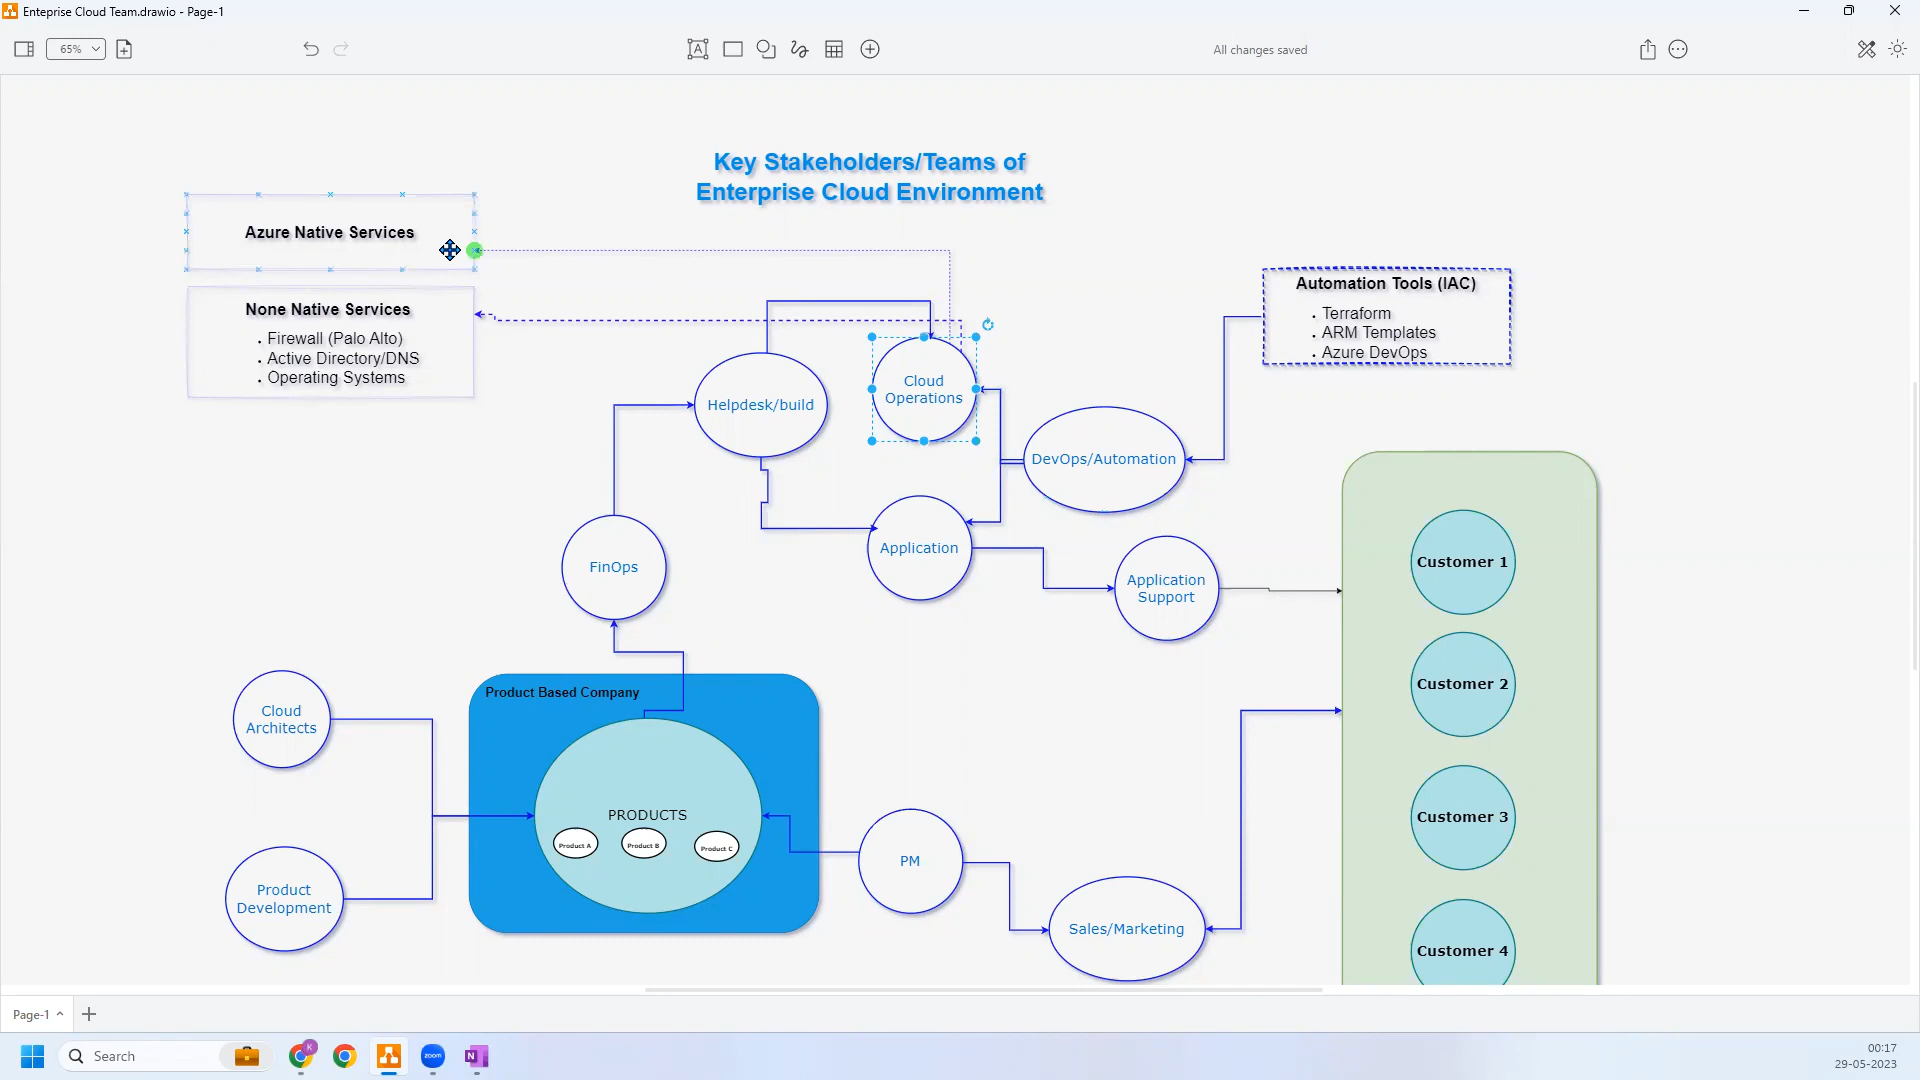 Enteprise Cloud Team.drawio - Page-1
65%
All changes saved
Key Stakeholders/Teams of
Enterprise Cloud Environment
Azure Native Services
None Native Services
• Firewall (Palo Alto)
• Active Directory/DNS
• Operating Systems
Automation Tools (IAC)
• Terraform
• ARM Templates
• Azure DevOps
Cloud
Operations
Helpdesk/build
DevOps/Automation
Application
FinOps
Application
Support
Customer 1
Customer 2
Customer 3
Customer 4
Product Based Company
Cloud
Architects
PRODUCTS
Product A
Product B
Product C
PM
Product
Development
Sales/Marketing
Page-1
Search
K
zoom
N
00:17
29-05-2023